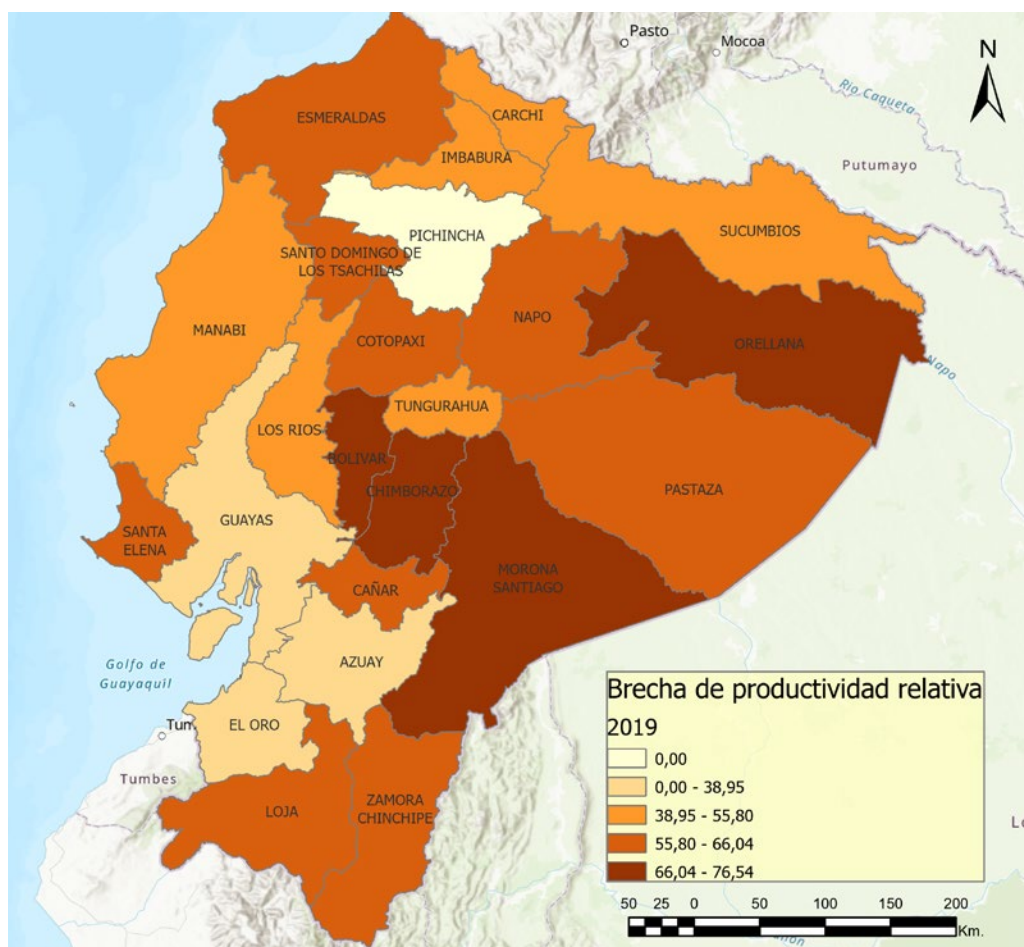 Pasto
Mocoa
N
Rio Caqueta
Putumayo
ESMERALDAS
CARCHI
IMBABURA
PICHINCHA
SUCUMBIOS
SANTO DOMINGO DE
LOS TSACHILAS
MANABI
COTOPAXI
NAPO
ORELLANA
Napo
TUNGURAHUA
LOS RIOS
BOLIVAR
CHIMBORAZO
PASTAZA
SANTA
ELENA
GUAYAS
MORONA
SANTIAGO
CAÑAR
AZUAY
Golfo de
Guayaquil
EL ORO
Tum
Tumbes
LOJA
ZAMORA
CHINCHIPE
Brecha de productividad relativa
2019
0,00
0,00 - 38,95
38,95 - 55,80
55,80 - 66,04
66,04 - 76,54
Lo
50 25 0 50 100 150 200
Km.